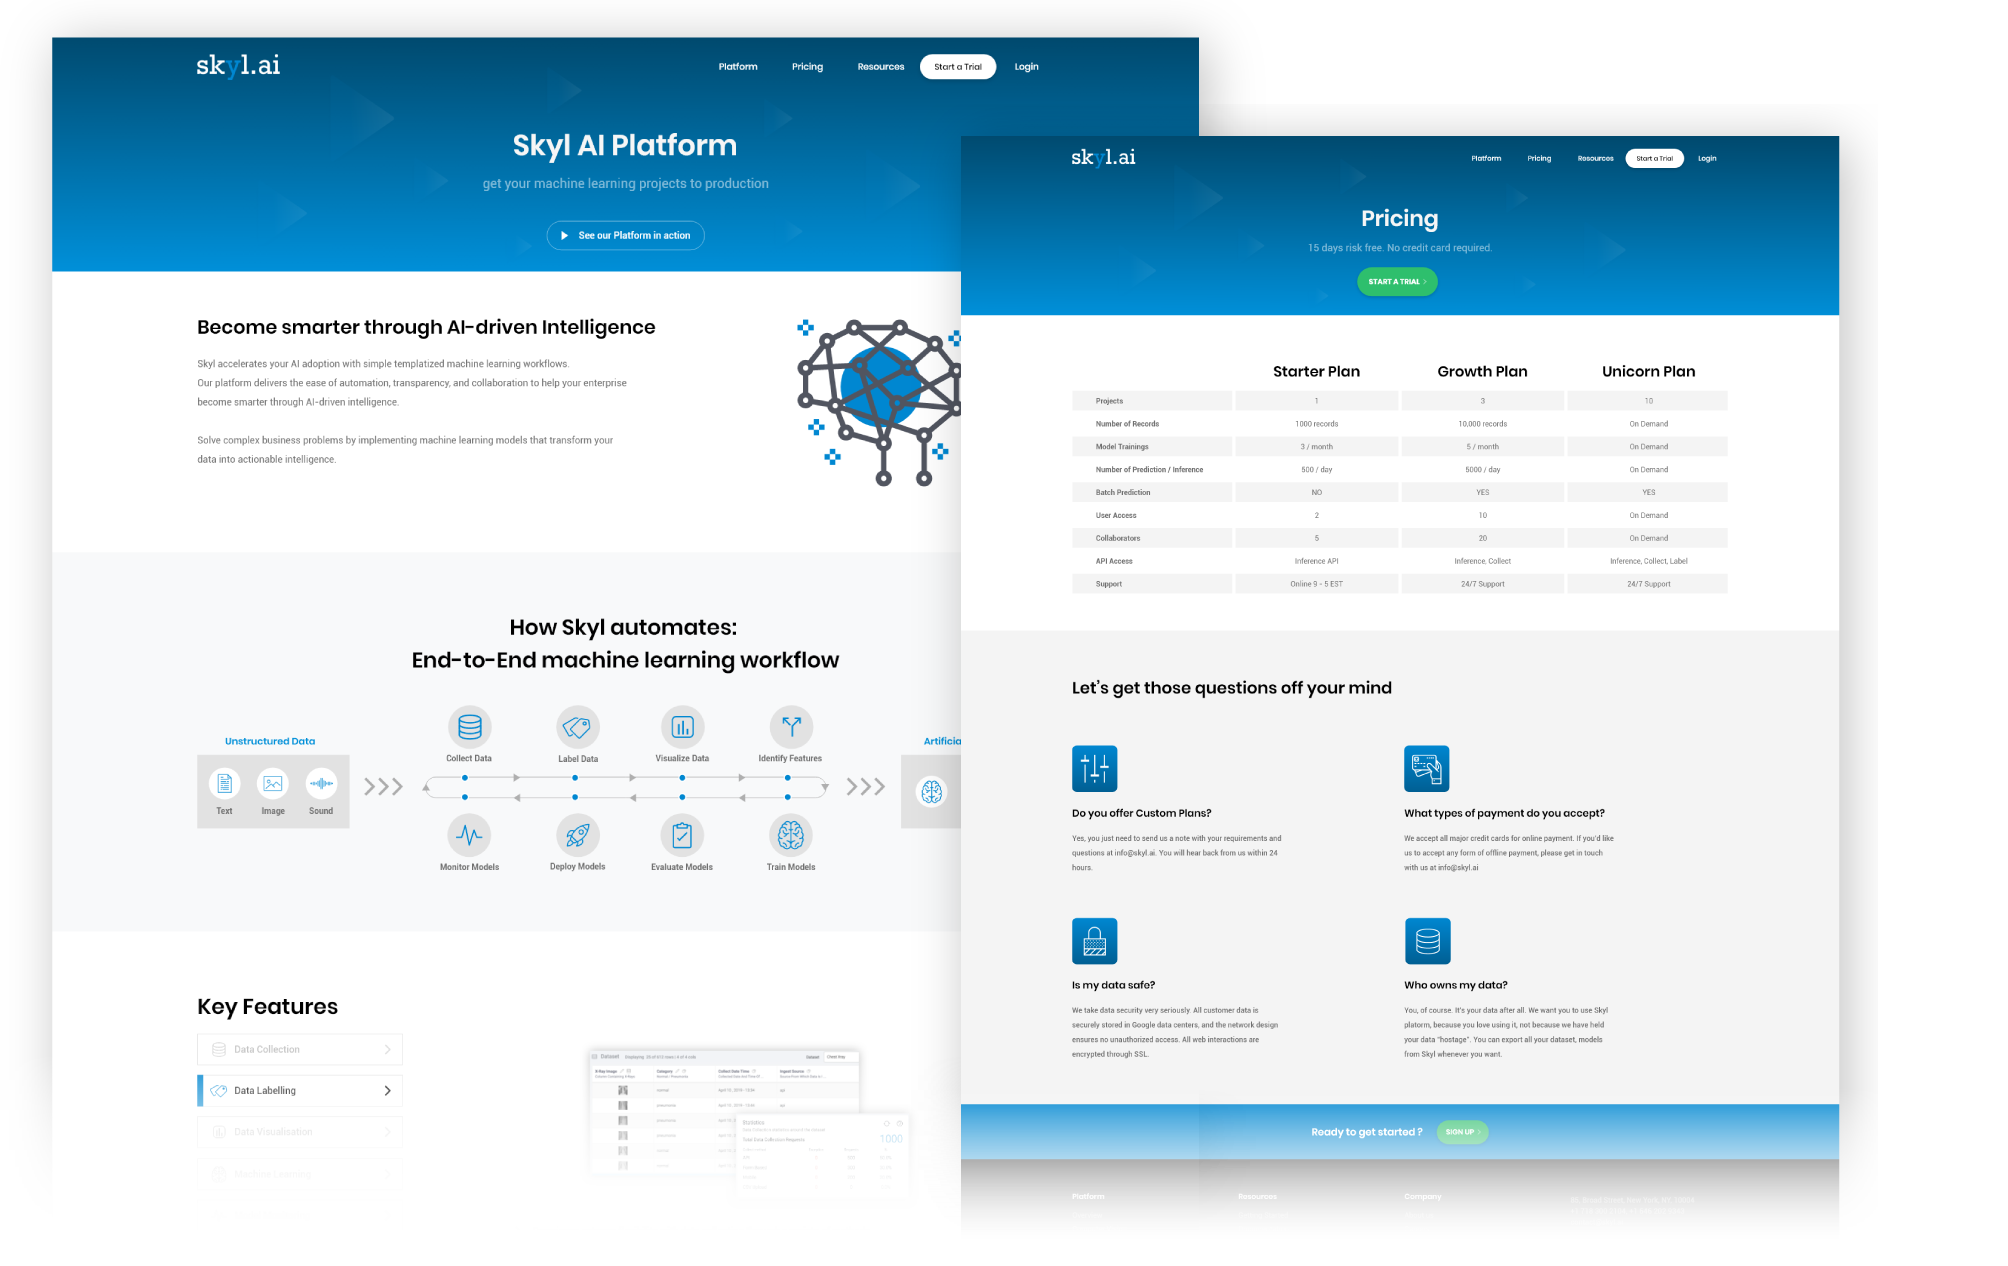 skyl.ai
Platform
Pricing
Resources
Start a Trial
Login
Skyl AI Platform
get your machine learning projects to production
See our Platform in action
Become smarter through AI-driven Intelligence
Skyl accelerates your AI adoption with simple templatized machine learning workflows.
Our platform delivers the ease of automation, transparency, and collaboration to help your enterprise
become smarter through AI-driven intelligence.
Solve complex business problems by implementing machine learning models that transform your
data into actionable intelligence.
How Skyl automates:
End-to-End machine learning workflow
Unstructured Data
Text Image Sound
Collect Data Label Data Visualize Data Identify Features
Monitor Models Deploy Models Evaluate Models Train Models
Artificia
Key Features
Data Collection
Data Labelling
Data Visualisation
Machine Learning
Dataset
Statistics
1000
skyl.ai
Platform
Pricing
Resources
Start a Trial
Login
Pricing
15 days risk free. No credit card required.
START A TRIAL
Starter Plan Growth Plan Unicorn Plan
Projects 1 3 10
Number of Records 1000 records 10,000 records On Demand
Model Trainings 3 / month 5 / month On Demand
Number of Prediction / Inference 500 / day 5000 / day On Demand
Batch Prediction NO YES YES
User Access 2 10 On Demand
Collaborators 5 20 On Demand
API Access Inference API Inference, Collect Inference, Collect, Label
Support Online 9 - 5 EST 24/7 Support 24/7 Support
Let's get those questions off your mind
Do you offer Custom Plans?
Yes, you just need to send us a note with your requirements and
questions at info@skyl.ai. You will hear back from us within 24
hours.
What types of payment do you accept?
We accept all major credit cards for online payment. If you'd like
us to accept any form of offline payment, please get in touch
with us at info@skyl.ai
Is my data safe?
We take data security very seriously. All customer data is
securely stored in Google data centers, and the network design
ensures no unauthorized access. All web interactions are
encrypted through SSL.
Who owns my data?
You, of course. It's your data after all. We want you to use Skyl
platorm, because you love using it, not because we have held
your data "hostage". You can export all your dataset, models
from Skyl whenever you want.
Ready to get started ?
SIGN UP
Platform Resources Company